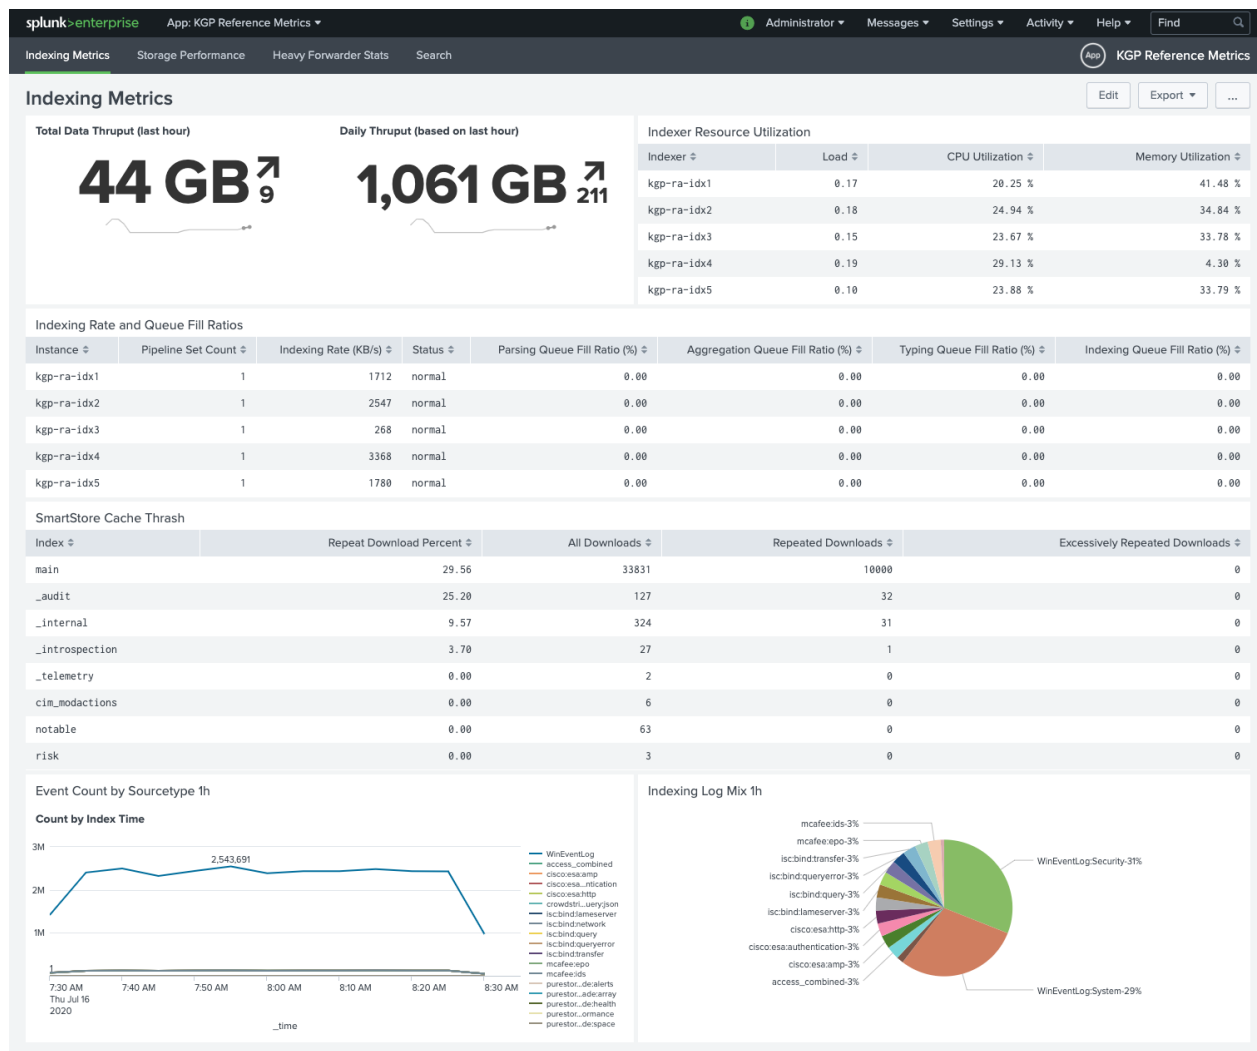 splunk>enterprise App: KGP Reference Metrics i Administrator Messages Settings Activity Help Find
Indexing Metrics Storage Performance Heavy Forwarder Stats Search App KGP Reference Metrics
Indexing Metrics Edit Export ...
Total Data Thruput (last hour) Daily Thruput (based on last hour)
44 GB 9 1,061 GB 211
Indexer Resource Utilization
Indexer Load CPU Utilization Memory Utilization
kgp-ra-idx1 0.17 20.25 % 41.48 %
kgp-ra-idx2 0.18 24.94 % 34.84 %
kgp-ra-idx3 0.15 23.67 % 33.78 %
kgp-ra-idx4 0.19 29.13 % 4.30 %
kgp-ra-idx5 0.10 23.88 % 33.79 %
Indexing Rate and Queue Fill Ratios
Instance Pipeline Set Count Indexing Rate (KB/s) Status Parsing Queue Fill Ratio (%) Aggregation Queue Fill Ratio (%) Typing Queue Fill Ratio (%) Indexing Queue Fill Ratio (%)
kgp-ra-idx1 1 1712 normal 0.00 0.00 0.00 0.00
kgp-ra-idx2 1 2547 normal 0.00 0.00 0.00 0.00
kgp-ra-idx3 1 268 normal 0.00 0.00 0.00 0.00
kgp-ra-idx4 1 3368 normal 0.00 0.00 0.00 0.00
kgp-ra-idx5 1 1780 normal 0.00 0.00 0.00 0.00
SmartStore Cache Thrash
Index Repeat Download Percent All Downloads Repeated Downloads Excessively Repeated Downloads
main 29.56 33831 10000 0
_audit 25.20 127 32 0
_internal 9.57 324 31 0
_introspection 3.70 27 1 0
_telemetry 0.00 2 0 0
cim_modactions 0.00 6 0 0
notable 0.00 63 0 0
risk 0.00 3 0 0
Event Count by Sourcetype 1h
Count by Index Time
3M
2M
1M
2,543,691
1
7:30 AM 7:40 AM 7:50 AM 8:00 AM 8:10 AM 8:20 AM 8:30 AM
Thu Jul 16
2020
_time
WinEventLog
access_combined
cisco:esa:amp
cisco:esa...ntication
cisco:esa:http
crowdstri...uery:json
isc:bind:lameserver
isc:bind:network
isc:bind:query
isc:bind:queryerror
isc:bind:transfer
mcafee:epo
mcafee:ids
purestor...de:alerts
purestor...ade:array
purestor...de:health
purestor...ormance
purestor...de:space
Indexing Log Mix 1h
mcafee:ids-3%
mcafee:epo-3%
isc:bind:transfer-3%
isc:bind:queryerror-3%
isc:bind:query-3%
isc:bind:lameserver-3%
cisco:esa:http-3%
cisco:esa:authentication-3%
cisco:esa:amp-3%
access_combined-3%
WinEventLog:Security-31%
WinEventLog:System-29%